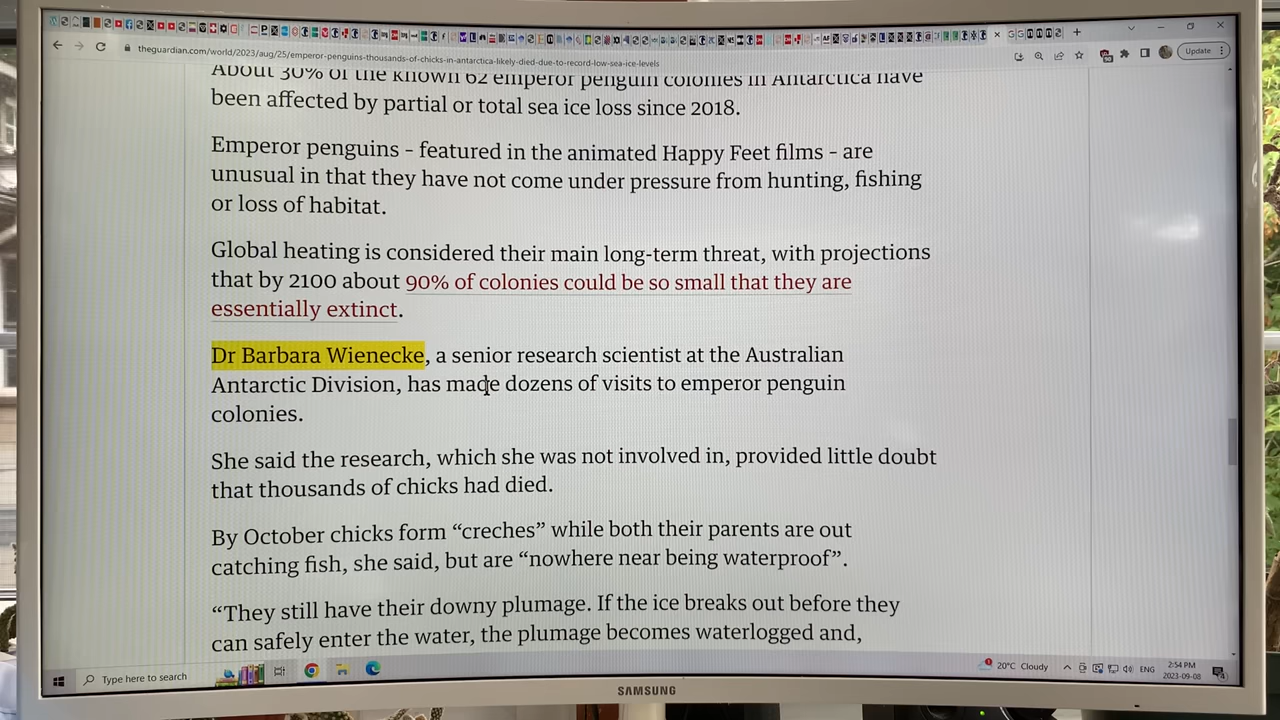 theguardian.com/world/2023/aug/25/emperor-penguins-thousands-of-chicks-in-antarctica-likely-died-due-to-record-low-sea-ice-levels
Update
About 30% of the known 62 emperor penguin colonies in Antarctica have
been affected by partial or total sea ice loss since 2018.
Emperor penguins – featured in the animated Happy Feet films – are
unusual in that they have not come under pressure from hunting, fishing
or loss of habitat.
Global heating is considered their main long-term threat, with projections
that by 2100 about 90% of colonies could be so small that they are
essentially extinct.
Dr Barbara Wienecke, a senior research scientist at the Australian
Antarctic Division, has made dozens of visits to emperor penguin
colonies.
She said the research, which she was not involved in, provided little doubt
that thousands of chicks had died.
By October chicks form “creches” while both their parents are out
catching fish, she said, but are “nowhere near being waterproof”.
“They still have their downy plumage. If the ice breaks out before they
can safely enter the water, the plumage becomes waterlogged and,
Type here to search
20°C Cloudy
ENG
2:54 PM
2023-09-08
SAMSUNG